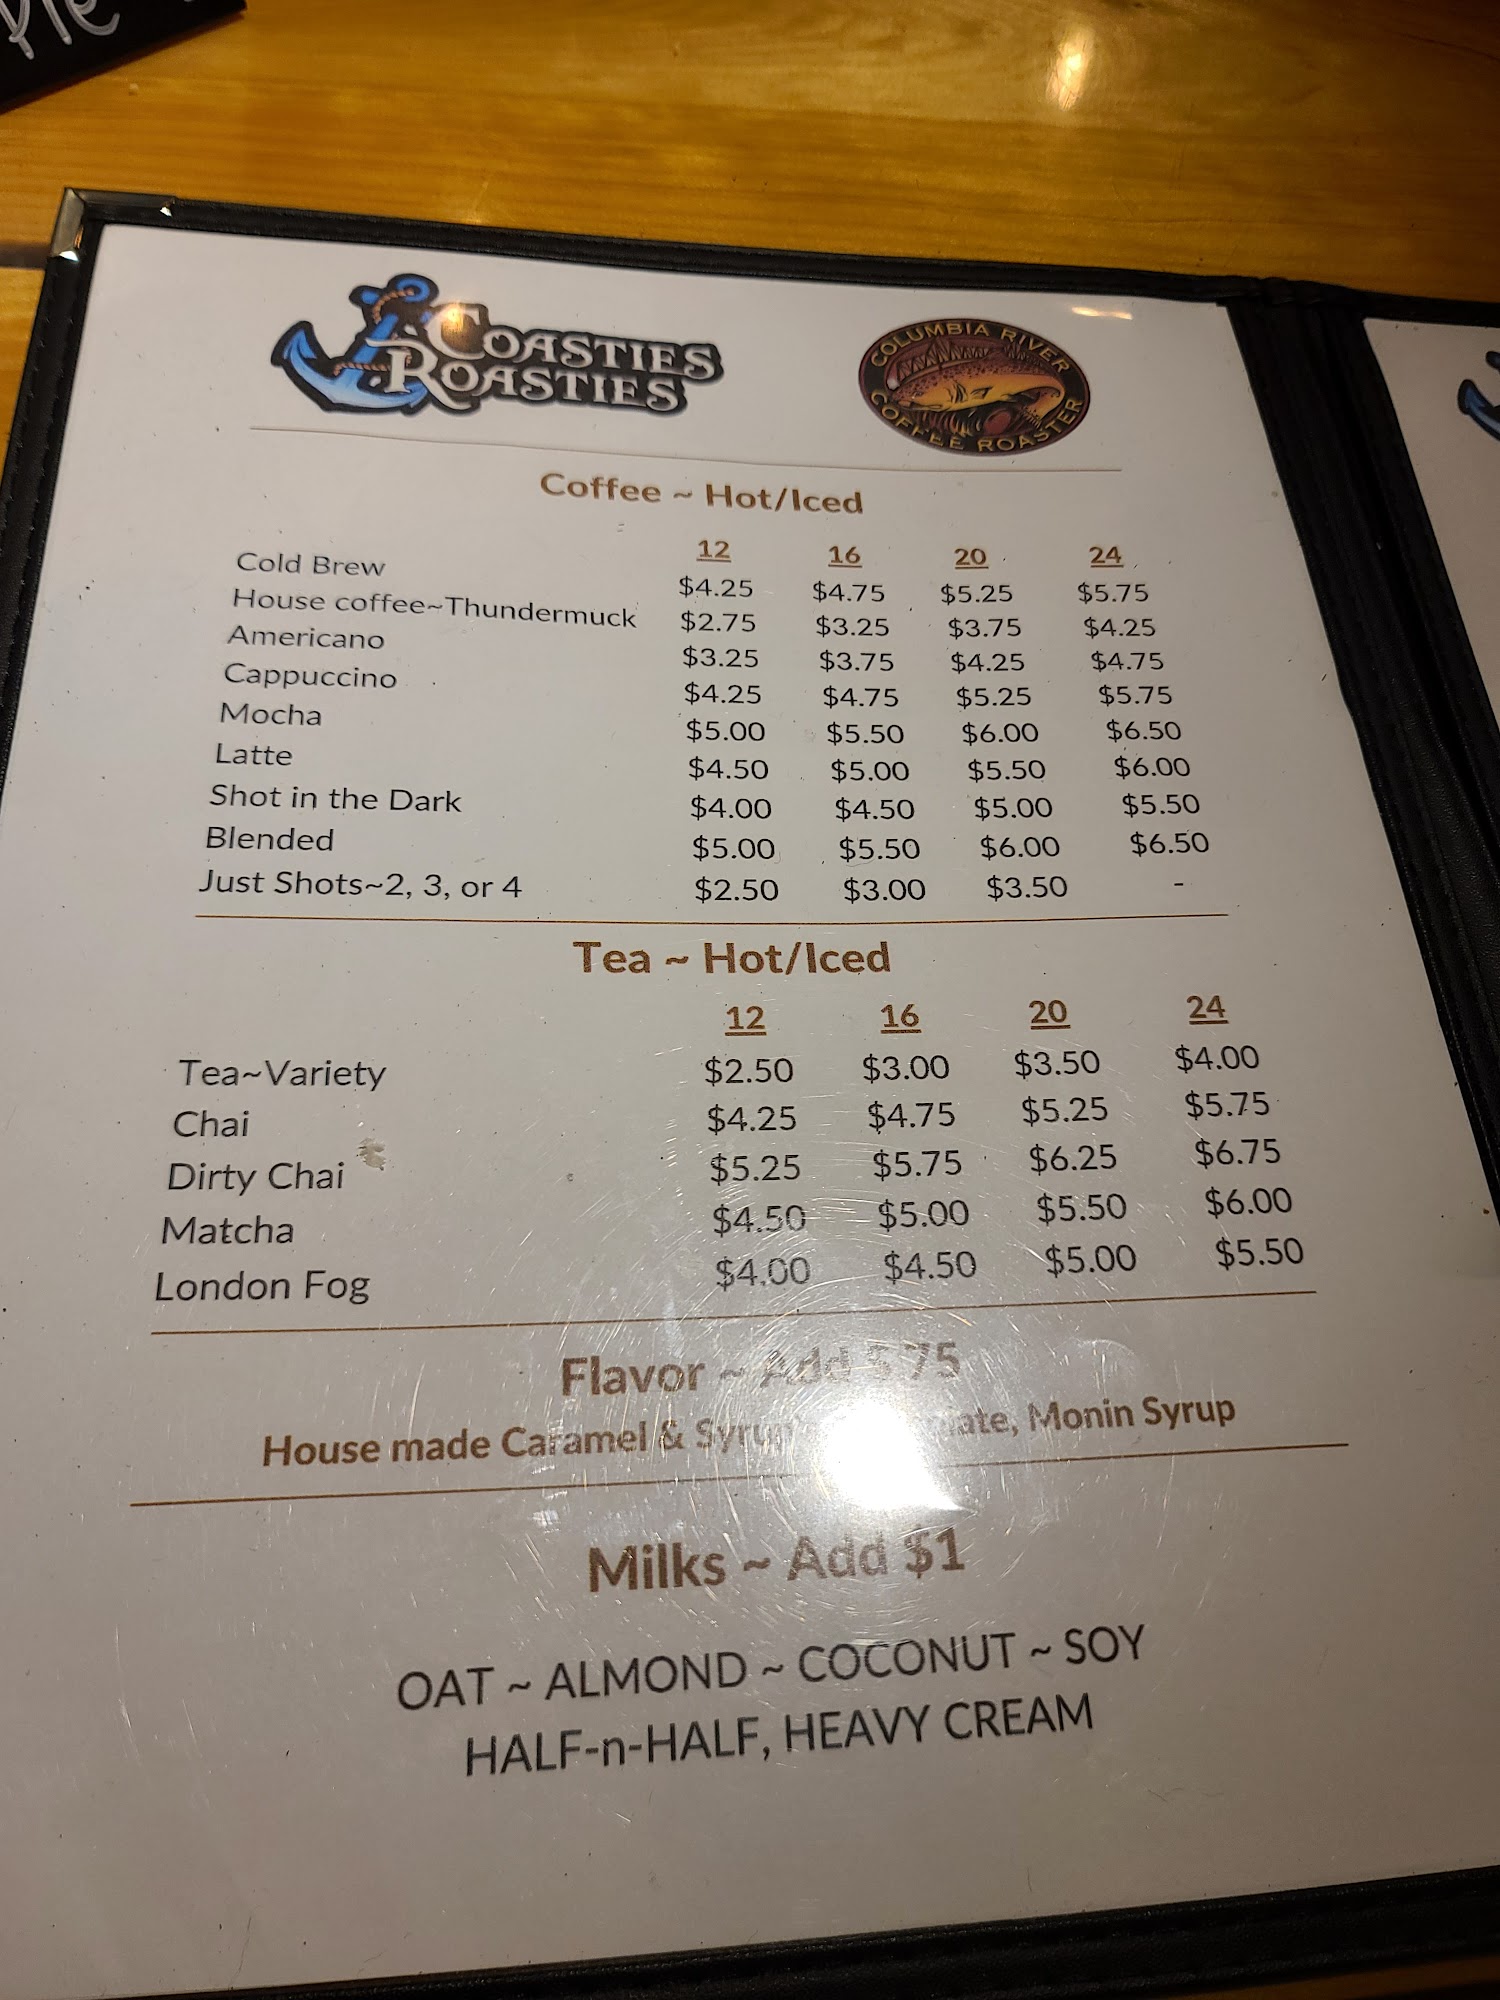 Pie
COASTIES
ROASTIES
COLUMBIA RIVER
COFFEE ROASTER
Coffee ~ Hot/Iced
12 16 20 24
Cold Brew $4.25 $4.75 $5.25 $5.75
House coffee~Thundermuck $2.75 $3.25 $3.75 $4.25
Americano $3.25 $3.75 $4.25 $4.75
Cappuccino $4.25 $4.75 $5.25 $5.75
Mocha $5.00 $5.50 $6.00 $6.50
Latte $4.50 $5.00 $5.50 $6.00
Shot in the Dark $4.00 $4.50 $5.00 $5.50
Blended $5.00 $5.50 $6.00 $6.50
Just Shots~2, 3, or 4 $2.50 $3.00 $3.50 -
Tea ~ Hot/Iced
12 16 20 24
Tea~Variety $2.50 $3.00 $3.50 $4.00
Chai $4.25 $4.75 $5.25 $5.75
Dirty Chai $5.25 $5.75 $6.25 $6.75
Matcha $4.50 $5.00 $5.50 $6.00
London Fog $4.00 $4.50 $5.00 $5.50
Flavor ~ Add $.75
House made Caramel & Monin Syrup
Milks ~ Add $1
OAT ~ ALMOND ~ COCONUT ~ SOY
HALF-n-HALF, HEAVY CREAM